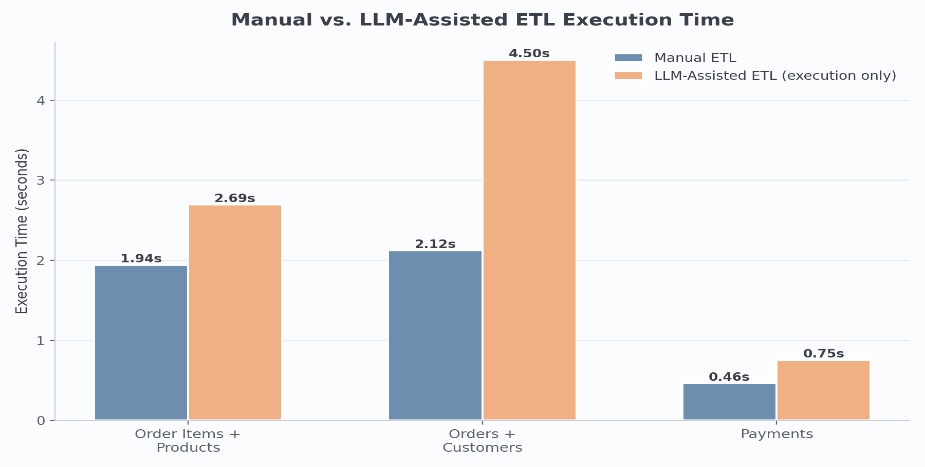 Manual vs. LLM-Assisted ETL Execution Time
Manual ETL
LLM-Assisted ETL (execution only)
Execution Time (seconds)
4
3
2
1
0
1.94s
2.69s
2.12s
4.50s
0.46s
0.75s
Order Items +
Products
Orders +
Customers
Payments